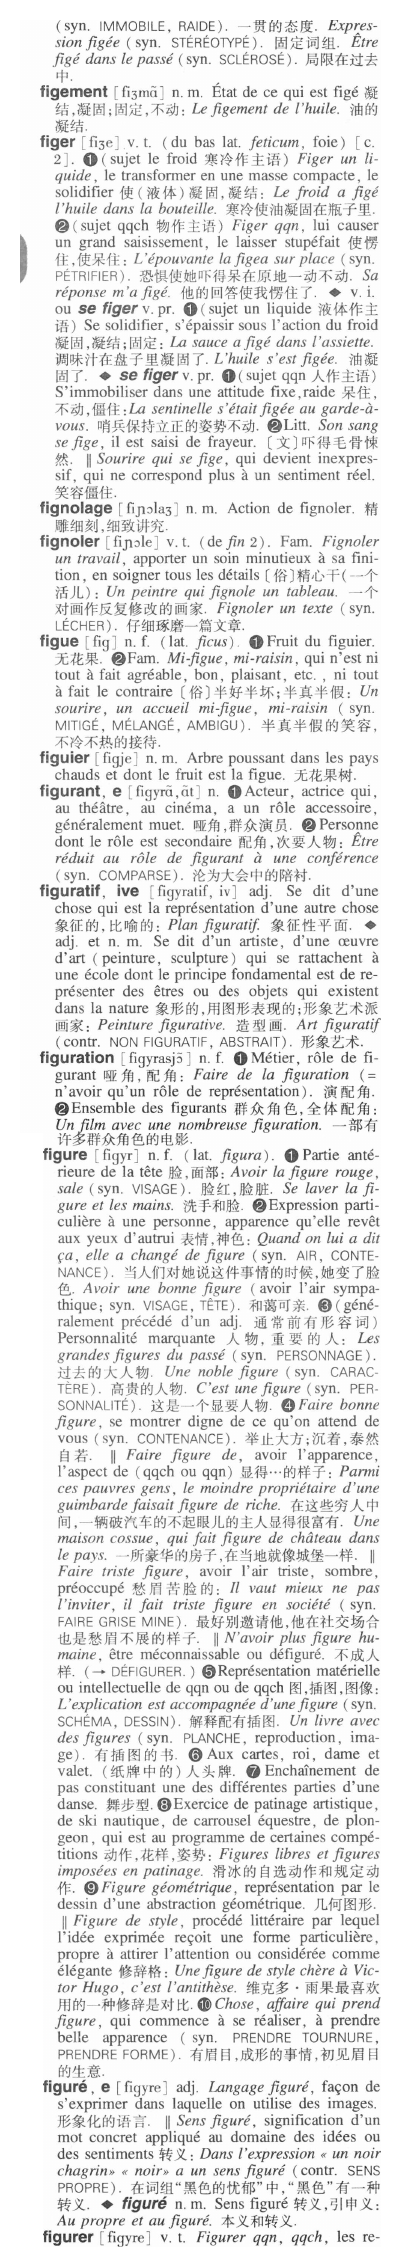 (syn. IMMOBILE, RAIDE). 一贯的态度. Expres-
sion figée (syn. STÉRÉOTYPÉ). 固定词组. Être
figé dans le passé (syn. SCLÉROSÉ). 局限在过去
中.
figement [fiʒmɑ̃] n. m. État de ce qui est figé 凝
结,凝固;固定,不动: Le figement de l'huile. 油的
凝结.
figer [fiʒe] v. t. (du bas lat. feticum, foie) [c.
2]. ❶(sujet le froid 寒冷作主语) Figer un li-
quide, le transformer en une masse compacte, le
solidifier 使(液体)凝固,凝结: Le froid a figé
l'huile dans la bouteille. 寒冷使油凝固在瓶子里.
❷(sujet qqch 物作主语) Figer qqn, lui causer
un grand saisissement, le laisser stupéfait 使愣
住,使呆住: L'épouvante la figea sur place (syn.
PÉTRIFIER). 恐惧使她吓得呆在原地一动不动. Sa
réponse m'a figé. 他的回答使我愣住了. ◆ v. i.
ou se figer v. pr. ❶(sujet un liquide 液体作主
语) Se solidifier, s'épaissir sous l'action du froid
凝固,凝结;固定: La sauce a figé dans l'assiette.
调味汁在盘子里凝固了. L'huile s'est figée. 油凝
固了. ◆ se figer v. pr. ❶(sujet qqn 人作主语)
S'immobiliser dans une attitude fixe, raide 呆住,
不动,僵住: La sentinelle s'était figée au garde-à-
vous. 哨兵保持立正的姿势不动. ❷Litt. Son sang
se fige, il est saisi de frayeur. 〔文〕吓得毛骨悚
然. ‖ Sourire qui se fige, qui devient inexpres-
sif, qui ne correspond plus à un sentiment réel.
笑容僵住.
fignolage [fiɲɔlaʒ] n. m. Action de fignoler. 精
雕细刻,细致讲究.
fignoler [fiɲɔle] v. t. (de fin 2). Fam. Fignoler
un travail, apporter un soin minutieux à sa fini-
tion, en soigner tous les détails〔俗〕精心干(一个
活儿): Un peintre qui fignole un tableau. 一个
对画作反复修改的画家. Fignoler un texte (syn.
LÉCHER). 仔细琢磨一篇文章.
figue [fig] n. f. (lat. ficus). ❶Fruit du figuier.
无花果. ❷Fam. Mi-figue, mi-raisin, qui n'est ni
tout à fait agréable, bon, plaisant, etc., ni tout
à fait le contraire〔俗〕半好半坏;半真半假: Un
sourire, un accueil mi-figue, mi-raisin (syn.
MITIGÉ, MÉLANGÉ, AMBIGU). 半真半假的笑容,
不冷不热的接待.
figuier [figje] n. m. Arbre poussant dans les pays
chauds et dont le fruit est la figue. 无花果树.
figurant, e [figyrɑ̃, ɑ̃t] n. ❶Acteur, actrice qui,
au théâtre, au cinéma, a un rôle accessoire,
généralement muet. 哑角,群众演员. ❷Personne
dont le rôle est secondaire 配角,次要人物: Être
réduit au rôle de figurant à une conférence
(syn. COMPARSE). 沦为大会中的陪衬.
figuratif, ive [figyratif, iv] adj. Se dit d'une
chose qui est la représentation d'une autre chose
象征的,比喻的: Plan figuratif. 象征性平面. ◆
adj. et n. m. Se dit d'un artiste, d'une œuvre
d'art (peinture, sculpture) qui se rattachent à
une école dont le principe fondamental est de re-
présenter des êtres ou des objets qui existent
dans la nature 象形的,用图形表现的;形象艺术派
画家: Peinture figurative. 造型画. Art figuratif
(contr. NON FIGURATIF, ABSTRAIT). 形象艺术.
figuration [figyrasjɔ̃] n. f. ❶Métier, rôle de fi-
gurant 哑角,配角: Faire de la figuration (=
n'avoir qu'un rôle de représentation). 演配角.
❷Ensemble des figurants 群众角色,全体配角:
Un film avec une nombreuse figuration. 一部有
许多群众角色的电影.
figure [figyr] n. f. (lat. figura). ❶ Partie anté-
rieure de la tête 脸,面部: Avoir la figure rouge,
sale (syn. VISAGE). 脸红,脸脏. Se laver la fi-
gure et les mains. 洗手和脸. ❷Expression parti-
culière à une personne, apparence qu'elle revêt
aux yeux d'autrui 表情,神色: Quand on lui a dit
ça, elle a changé de figure (syn. AIR, CONTE-
NANCE). 当人们对她说这件事情的时候,她变了脸
色. Avoir une bonne figure (avoir l'air sympa-
thique; syn. VISAGE, TÊTE). 和蔼可亲. ❸(géné-
ralement précédé d'un adj. 通常前有形容词)
Personnalité marquante 人物,重要的人: Les
grandes figures du passé (syn. PERSONNAGE).
过去的大人物. Une noble figure (syn. CARAC-
TÈRE). 高贵的人物. C'est une figure (syn. PER-
SONNALITÉ). 这是一个显要人物. ❹Faire bonne
figure, se montrer digne de ce qu'on attend de
vous (syn. CONTENANCE). 举止大方;沉着,泰然
自若. ‖ Faire figure de, avoir l'apparence,
l'aspect de (qqch ou qqn) 显得…的样子: Parmi
ces pauvres gens, le moindre propriétaire d'une
guimbarde faisait figure de riche. 在这些穷人中
间,一辆破汽车的不起眼儿的主人显得很富有. Une
maison cossue, qui fait figure de château dans
le pays. 一所豪华的房子,在当地就像城堡一样. ‖
Faire triste figure, avoir l'air triste, sombre,
préoccupé 愁眉苦脸的: Il vaut mieux ne pas
l'inviter, il fait triste figure en société (syn.
FAIRE GRISE MINE). 最好别邀请他,他在社交场合
也是愁眉不展的样子. ‖ N'avoir plus figure hu-
maine, être méconnaissable ou défiguré. 不成人
样. (→ DÉFIGURER.) ❺Représentation matérielle
ou intellectuelle de qqn ou de qqch 图,插图,图像:
L'explication est accompagnée d'une figure (syn.
SCHÉMA, DESSIN). 解释配有插图. Un livre avec
des figures (syn. PLANCHE, reproduction, ima-
ge). 有插图的书. ❻ Aux cartes, roi, dame et
valet. (纸牌中的)人头牌. ❼ Enchaînement de
pas constituant une des différentes parties d'une
danse. 舞步型. ❽Exercice de patinage artistique,
de ski nautique, de carrousel équestre, de plon-
geon, qui est au programme de certaines compé-
titions 动作,花样,姿势: Figures libres et figures
imposées en patinage. 滑冰的自选动作和规定动
作. ❾Figure géométrique, représentation par le
dessin d'une abstraction géométrique. 几何图形.
‖ Figure de style, procédé littéraire par lequel
l'idée exprimée reçoit une forme particulière,
propre à attirer l'attention ou considérée comme
élégante 修辞格: Une figure de style chère à Vic-
tor Hugo, c'est l'antithèse. 维克多·雨果最喜欢
用的一种修辞是对比. ❿Chose, affaire qui prend
figure, qui commence à se réaliser, à prendre
belle apparence (syn. PRENDRE TOURNURE,
PRENDRE FORME). 有眉目,成形的事情,初见眉目
的生意.
figuré, e [figyre] adj. Langage figuré, façon de
s'exprimer dans laquelle on utilise des images.
形象化的语言. ‖ Sens figuré, signification d'un
mot concret appliqué au domaine des idées ou
des sentiments 转义: Dans l'expression « un noir
chagrin» « noir» a un sens figuré (contr. SENS
PROPRE). 在词组“黑色的忧郁”中,“黑色”有一种
转义. ◆ figuré n. m. Sens figuré 转义,引申义:
Au propre et au figuré. 本义和转义.
figurer [figyre] v. t. Figurer qqn, qqch, les re-